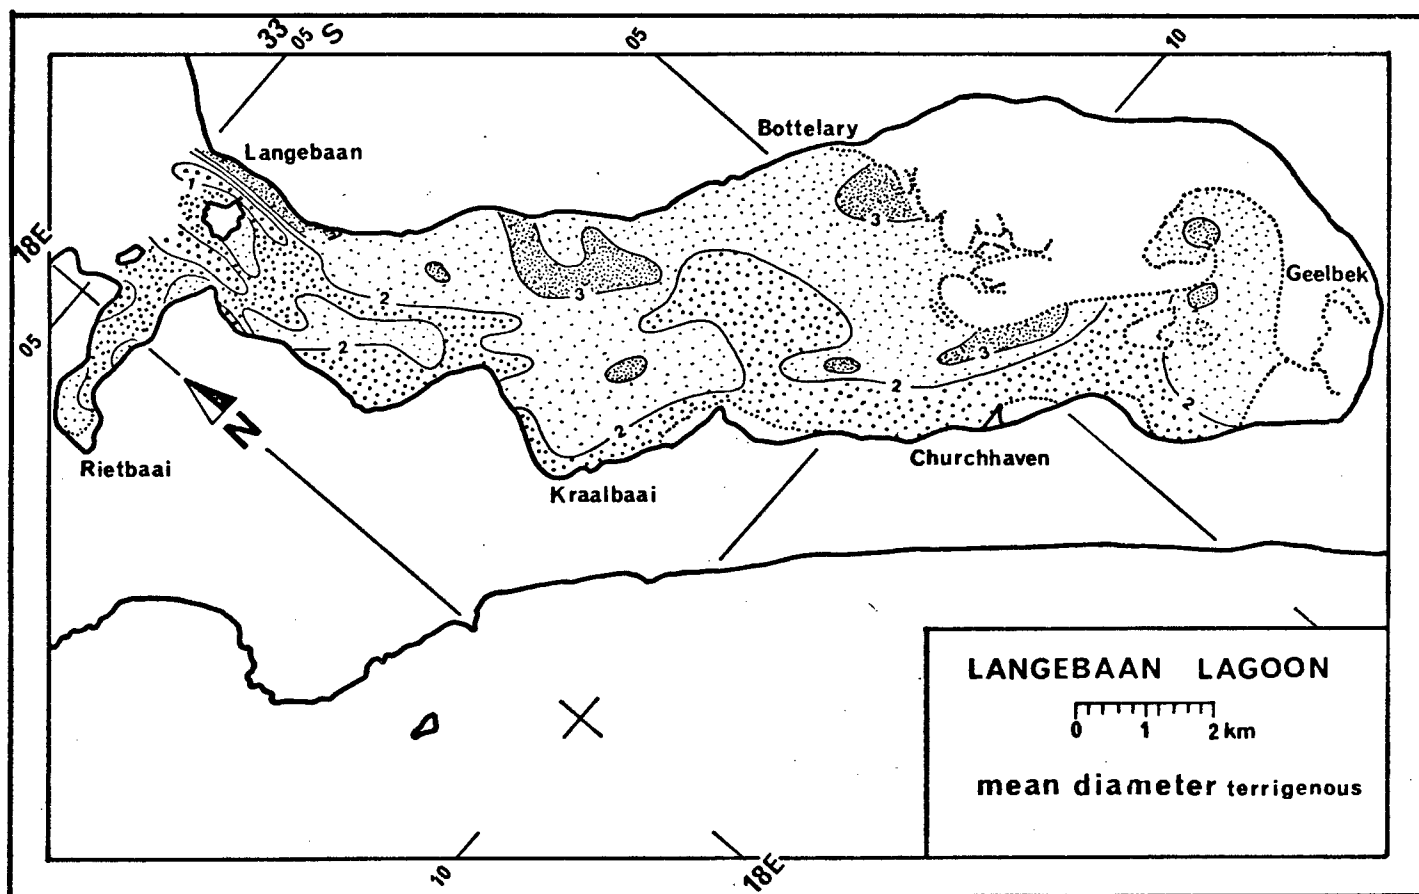 33
05 S
05
10
Bottelary
Langebaan
1
3
18E
Geelbek
2
3
05
2
3
2
2
2
N
Rietbaai
Churchhaven
Kraalbaai
LANGEBAAN LAGOON
0 1 2 km
mean diameter terrigenous
10
18E